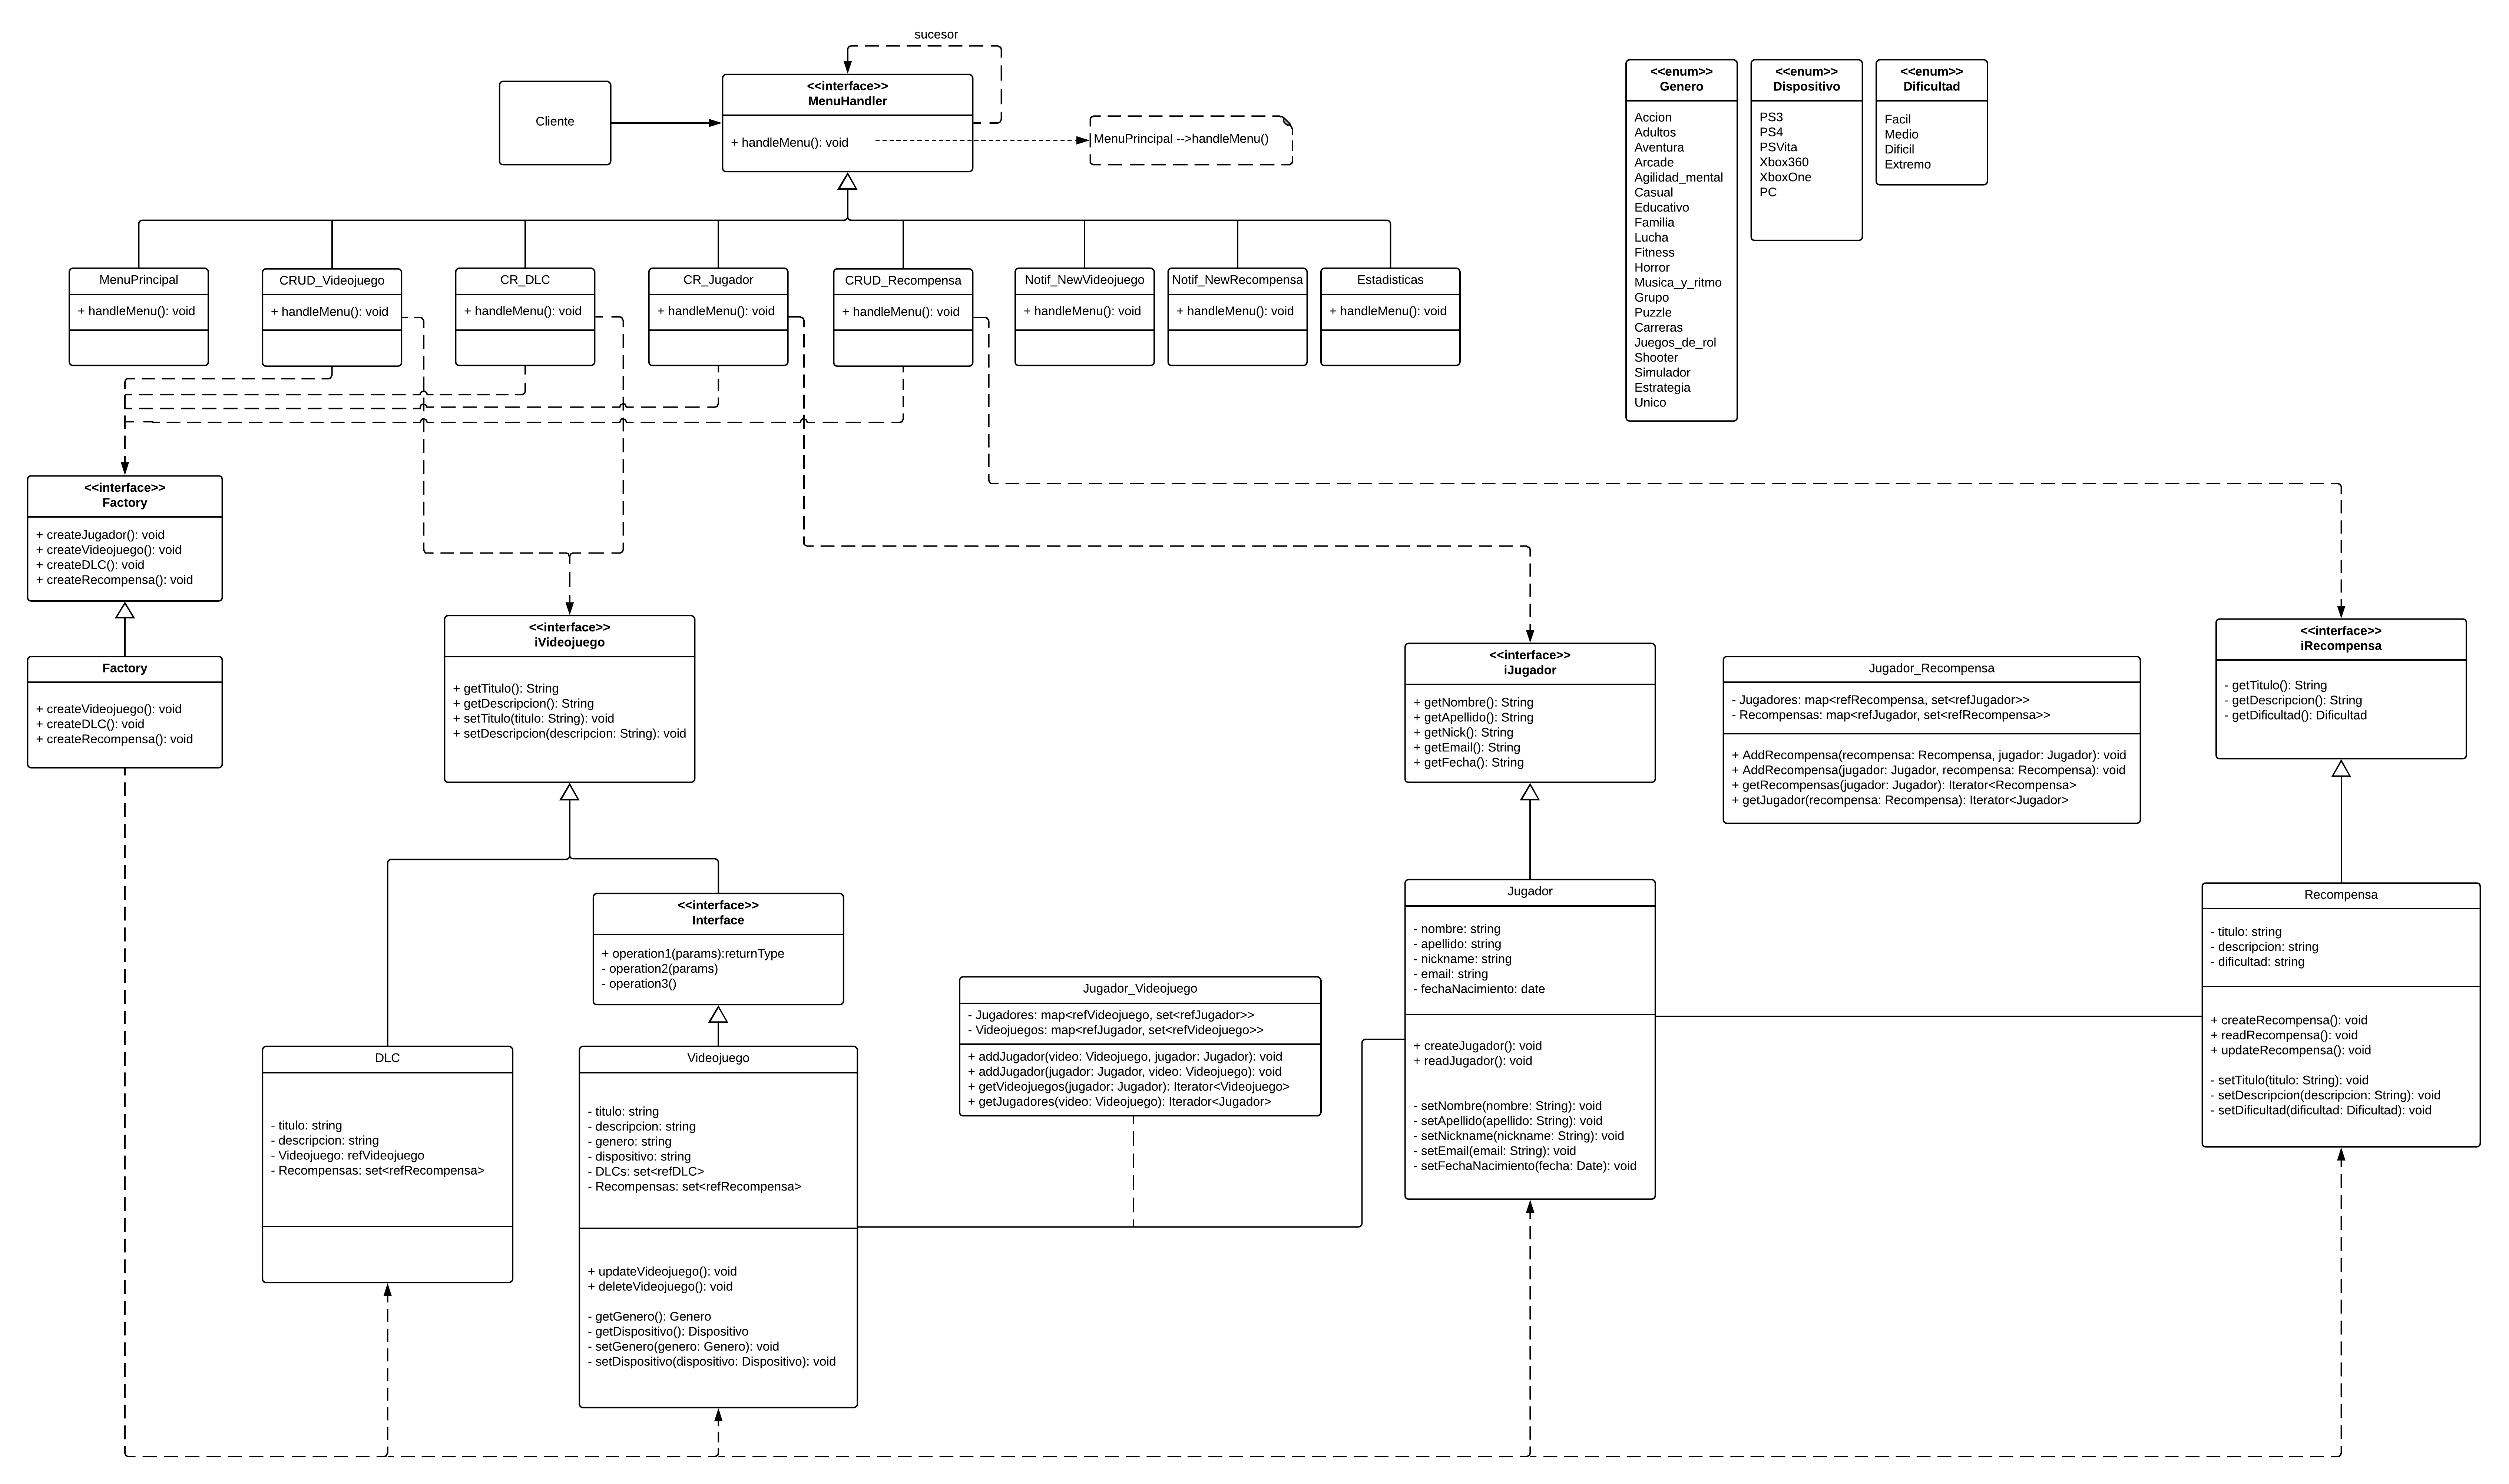 sucesor
Cliente
<<interface>>
MenuHandler
+ handleMenu(): void
MenuPrincipal -->handleMenu()
<<enum>>
Genero
Accion
Adultos
Aventura
Arcade
Agilidad_mental
Casual
Educativo
Familia
Lucha
Fitness
Horror
Musica_y_ritmo
Grupo
Puzzle
Carreras
Juegos_de_rol
Shooter
Simulador
Estrategia
Unico
<<enum>>
Dispositivo
PS3
PS4
PSVita
Xbox360
XboxOne
PC
<<enum>>
Dificultad
Facil
Medio
Dificil
Extremo
MenuPrincipal
+ handleMenu(): void
CRUD_Videojuego
+ handleMenu(): void
CR_DLC
+ handleMenu(): void
CR_Jugador
+ handleMenu(): void
CRUD_Recompensa
+ handleMenu(): void
Notif_NewVideojuego
+ handleMenu(): void
Notif_NewRecompensa
+ handleMenu(): void
Estadisticas
+ handleMenu(): void
<<interface>>
Factory
+ createJugador(): void
+ createVideojuego(): void
+ createDLC(): void
+ createRecompensa(): void
Factory
+ createVideojuego(): void
+ createDLC(): void
+ createRecompensa(): void
<<interface>>
iVideojuego
+ getTitulo(): String
+ getDescripcion(): String
+ setTitulo(titulo: String): void
+ setDescripcion(descripcion: String): void
<<interface>>
iJugador
+ getNombre(): String
+ getApellido(): String
+ getNick(): String
+ getEmail(): String
+ getFecha(): String
Jugador_Recompensa
- Jugadores: map<refRecompensa, set<refJugador>>
- Recompensas: map<refJugador, set<refRecompensa>>
+ AddRecompensa(recompensa: Recompensa, jugador: Jugador): void
+ AddRecompensa(jugador: Jugador, recompensa: Recompensa): void
+ getRecompensas(jugador: Jugador): Iterator<Recompensa>
+ getJugador(recompensa: Recompensa): Iterator<Jugador>
<<interface>>
iRecompensa
- getTitulo(): String
- getDescripcion(): String
- getDificultad(): Dificultad
<<interface>>
Interface
+ operation1(params):returnType
- operation2(params)
- operation3()
DLC
- titulo: string
- descripcion: string
- Videojuego: refVideojuego
- Recompensas: set<refRecompensa>
Videojuego
- titulo: string
- descripcion: string
- genero: string
- dispositivo: string
- DLCs: set<refDLC>
- Recompensas: set<refRecompensa>
+ updateVideojuego(): void
+ deleteVideojuego(): void
- getGenero(): Genero
- getDispositivo(): Dispositivo
- setGenero(genero: Genero): void
- setDispositivo(dispositivo: Dispositivo): void
Jugador_Videojuego
- Jugadores: map<refVideojuego, set<refJugador>>
- Videojuegos: map<refJugador, set<refVideojuego>>
+ addJugador(video: Videojuego, jugador: Jugador): void
+ addJugador(jugador: Jugador, video: Videojuego): void
+ getVideojuegos(jugador: Jugador): Iterator<Videojuego>
+ getJugadores(video: Videojuego): Iterador<Jugador>
Jugador
- nombre: string
- apellido: string
- nickname: string
- email: string
- fechaNacimiento: date
+ createJugador(): void
+ readJugador(): void
- setNombre(nombre: String): void
- setApellido(apellido: String): void
- setNickname(nickname: String): void
- setEmail(email: String): void
- setFechaNacimiento(fecha: Date): void
Recompensa
- titulo: string
- descripcion: string
- dificultad: string
+ createRecompensa(): void
+ readRecompensa(): void
+ updateRecompensa(): void
- setTitulo(titulo: String): void
- setDescripcion(descripcion: String): void
- setDificultad(dificultad: Dificultad): void